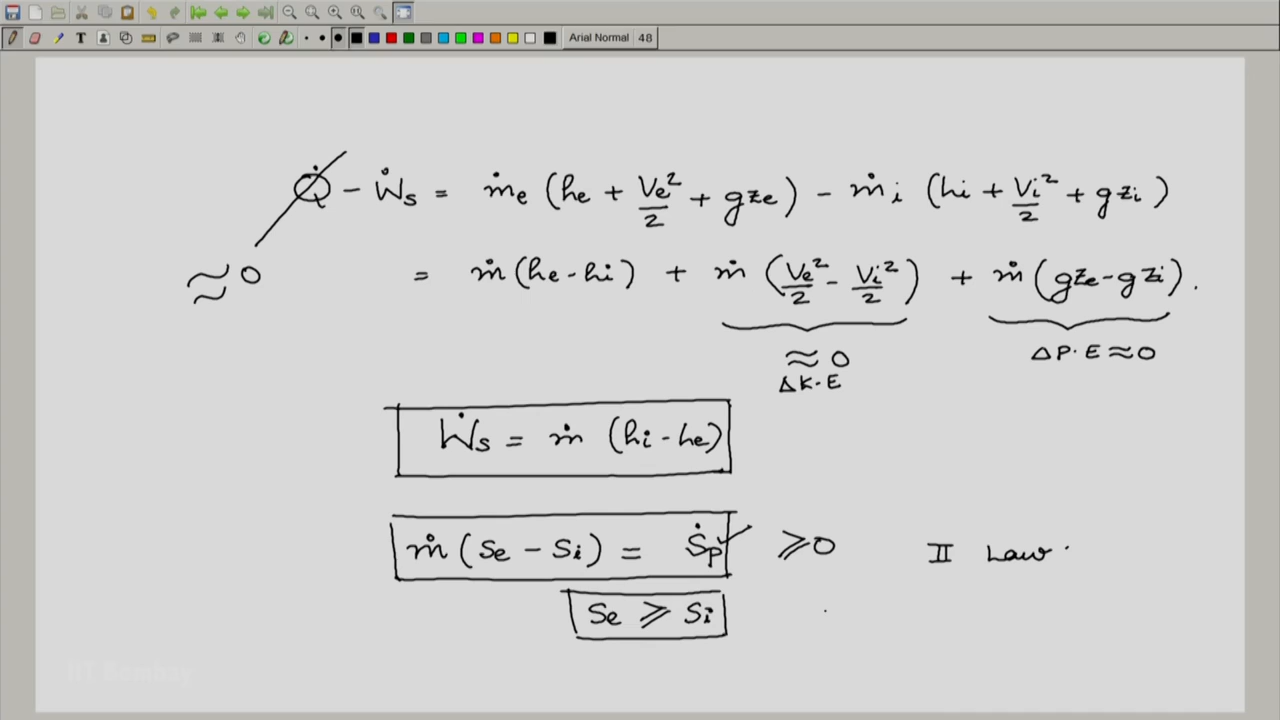 Arial Normal 48
Q̇ - Ẇs = ṁe (he + Ve²/2 + gze) - ṁi (hi + Vi²/2 + gzi)
≈ 0 = ṁ(he - hi) + ṁ (Ve²/2 - Vi²/2) + ṁ(gze - gzi).
≈ 0 ΔP.E ≈ 0
ΔK.E
Ẇs = ṁ (hi - he)
ṁ (Se - Si) = Ṡp ⩾ 0 II Law.
Se ⩾ Si
IIT Bombay